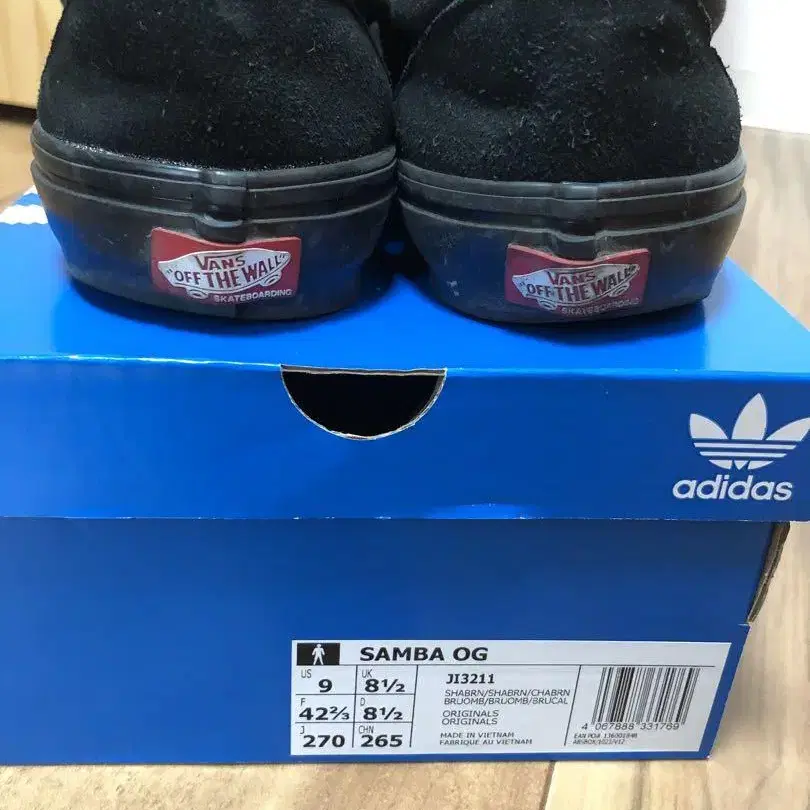 VANS
"OFF THE WALL"
SKATEBOARDING
VANS
"OFF THE WALL"
SKATEBOARDING
adidas
SAMBA OG
US 9
UK 8½
F 42⅔
D 8½
J 270
CHN 265
JI3211
SHABRN/SHABRN/CHABRN
BRUOMB/BRUOMB/BRUCAL
ORIGINALS
ORIGINALS
MADE IN VIETNAM
FABRIQUE AU VIETNAM
4 067888 331769